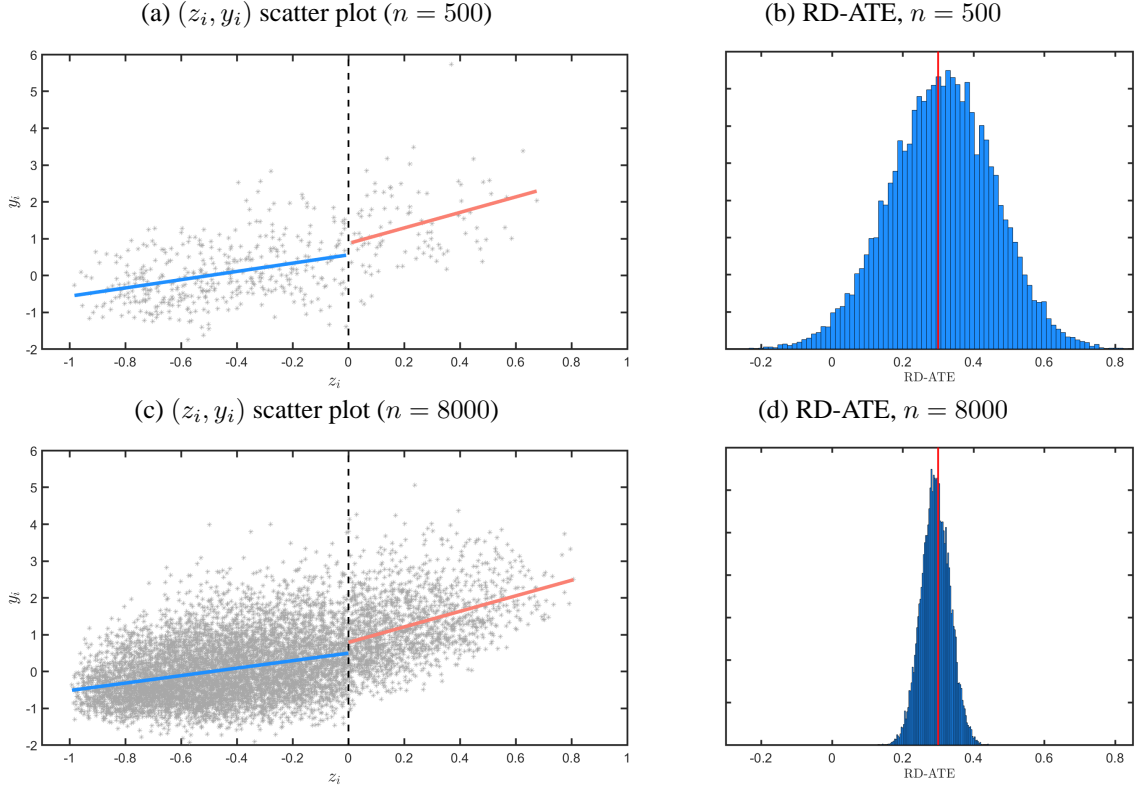 (a) (z_i, y_i) scatter plot (n = 500)
(b) RD-ATE, n = 500
6
5
4
3
2
1
0
-1
-2
y_i
-1 -0.8 -0.6 -0.4 -0.2 0 0.2 0.4 0.6 0.8 1
z_i
-0.2 0 0.2 0.4 0.6 0.8
RD-ATE
(c) (z_i, y_i) scatter plot (n = 8000)
(d) RD-ATE, n = 8000
6
5
4
3
2
1
0
-1
-2
y_i
-1 -0.8 -0.6 -0.4 -0.2 0 0.2 0.4 0.6 0.8 1
z_i
-0.2 0 0.2 0.4 0.6 0.8
RD-ATE